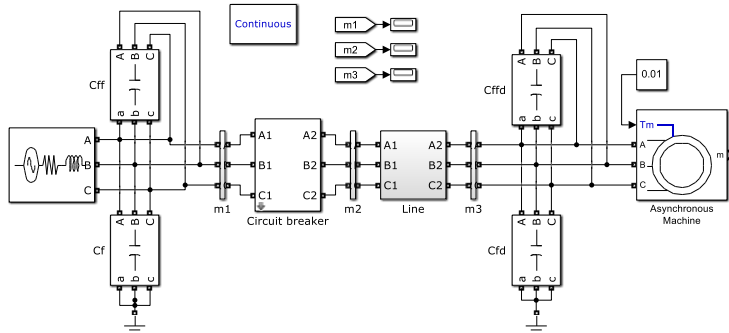 Continuous
m1
m2
m3
A B C
Cff
a b c
A B C
Cffd
a b c
0.01
Tm
A
B
C
m
Asynchronous
Machine
A
B
C
A1 A2
B1 B2
C1 C2
Circuit breaker
A1 A2
B1 B2
C1 C2
Line
m1
m2
m3
A B C
Cf
a b c
A B C
Cfd
a b c